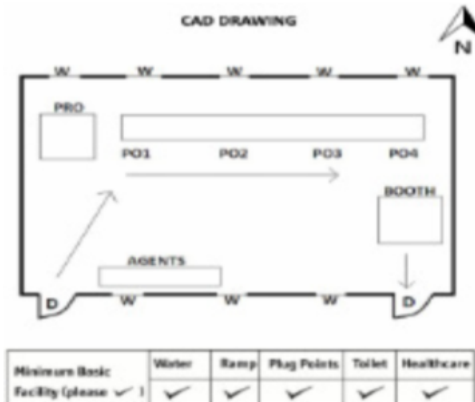 CAD DRAWING
N
W W W W W
PRO
PO1 PO2 PO3 PO4
BOOTH
AGENTS
D W W W D
Minimum Basic Facility (please ✓) Water Ramp Plug Points Toilet Healthcare
✓ ✓ ✓ ✓ ✓